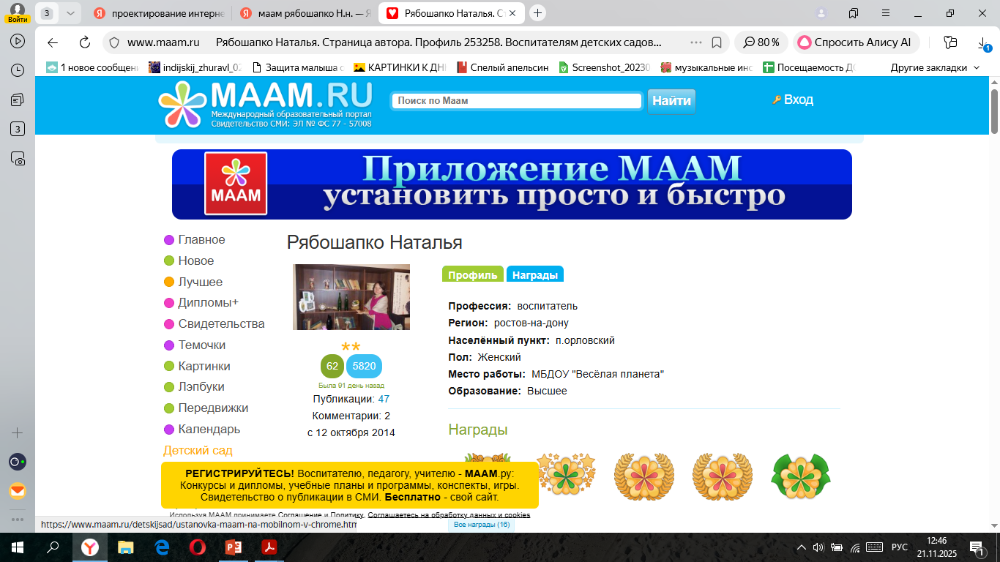 Войти
3
проектирование интерне
маам рябошапко Н.н. — Я
Рябошапко Наталья. Ст
www.maam.ru
Рябошапко Наталья. Страница автора. Профиль 253258. Воспитателям детских садов...
80 %
Спросить Алису AI
1
1 новое сообщени
indijskij_zhuravl_02
Защита малыша с
КАРТИНКИ К ДНЮ
Спелый апельсин
Screenshot_20230
музыкальные инс
Посещаемость ДО
Другие закладки
3
MAAM.RU
Международный образовательный портал
Свидетельство СМИ: ЭЛ № ФС 77 - 57008
Поиск по Маам
Найти
Вход
МААМ
Приложение МААМ
установить просто и быстро
Главное
Новое
Лучшее
Дипломы+
Свидетельства
Темочки
Картинки
Лэпбуки
Передвижки
Календарь
Детский сад
Рябошапко Наталья
**
62
5820
Была 91 день назад
Публикации: 47
Комментарии: 2
с 12 октября 2014
Профиль
Награды
Профессия: воспитатель
Регион: ростов-на-дону
Населённый пункт: п.орловский
Пол: Женский
Место работы: МБДОУ "Весёлая планета"
Образование: Высшее
Награды
РЕГИСТРИРУЙТЕСЬ! Воспитателю, педагогу, учителю - МААМ.ру:
Конкурсы и дипломы, учебные планы и программы, конспекты, игры.
Свидетельство о публикации в СМИ. Бесплатно - свой сайт.
Используя МААМ принимаете Соглашение и Политику, Соглашаетесь на обработку данных и cookies
Все награды (16)
https://www.maam.ru/detskijsad/ustanovka-maam-na-mobilnom-v-chrome.htm
РУС
12:46
21.11.2025
1